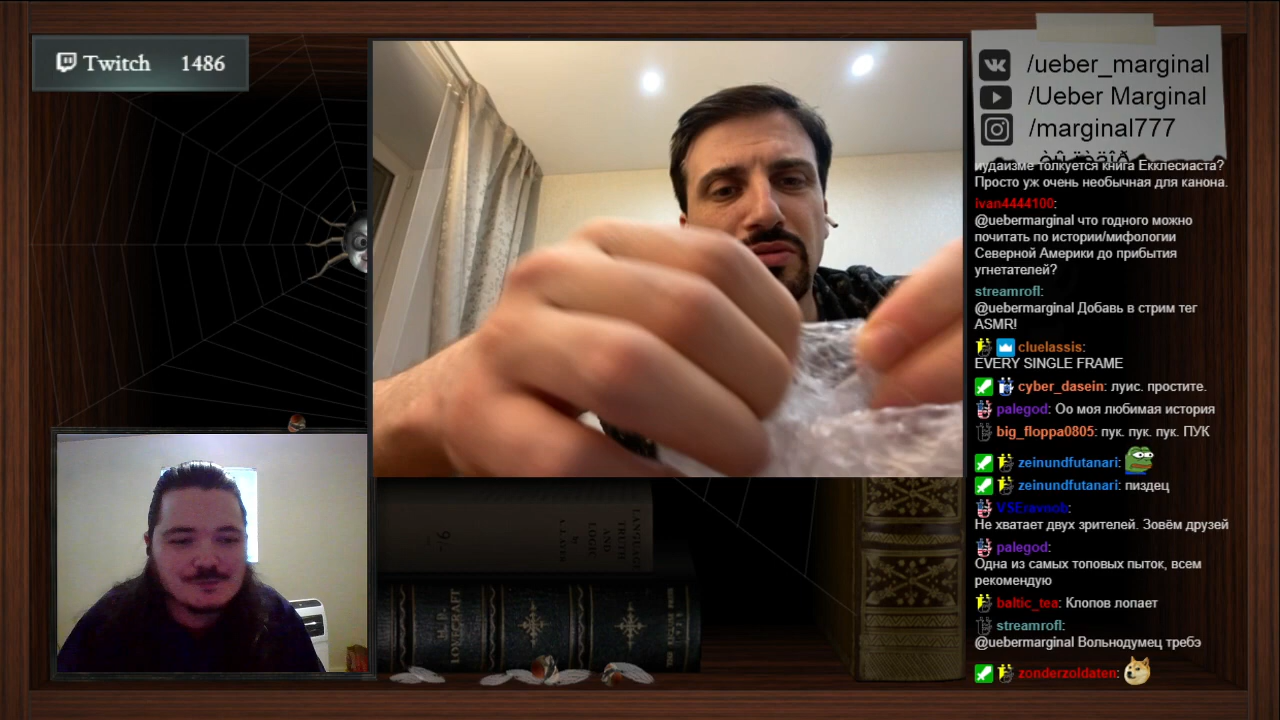 Twitch 1486
/ueber_marginal
/Ueber Marginal
/marginal777
иудаизме толкуется книга Екклесиаста?
Просто уж очень необычная для канона.
ivan4444100:
@uebermarginal что годного можно
почитать по истории/мифологии
Северной Америки до прибытия
угнетателей?
streamrofl:
@uebermarginal Добавь в стрим тег
ASMR!
cluelassis:
EVERY SINGLE FRAME
cyber_dasein: луис. простите.
palegod: Оо моя любимая история
big_floppa0805: пук. пук. пук. ПУК
zeinundfutanari:
zeinundfutanari: пиздец
VSEravnob:
Не хватает двух зрителей. Зовём друзей
palegod:
Одна из самых топовых пыток, всем
рекомендую
baltic_tea: Клопов лопает
streamrofl:
@uebermarginal Вольнодумец требэ
zonderzoldaten:
LANGUAGE
TRUTH
AND
LOGIC
H.P.
LOVECRAFT